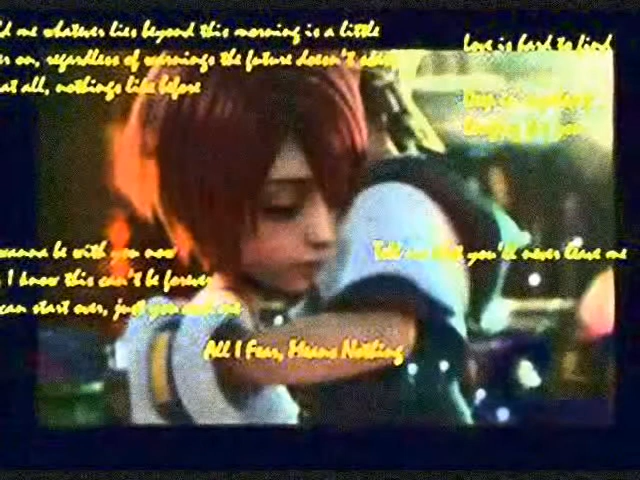 me whatever lies beyond this morning is a little
on, regardless of warnings the future doesn't
at all, nothings like before
Love is hard to find
wanna be with you now
I know this can't be forever
can start over, just you and me
you'll never leave me
All I Fear, Means Nothing